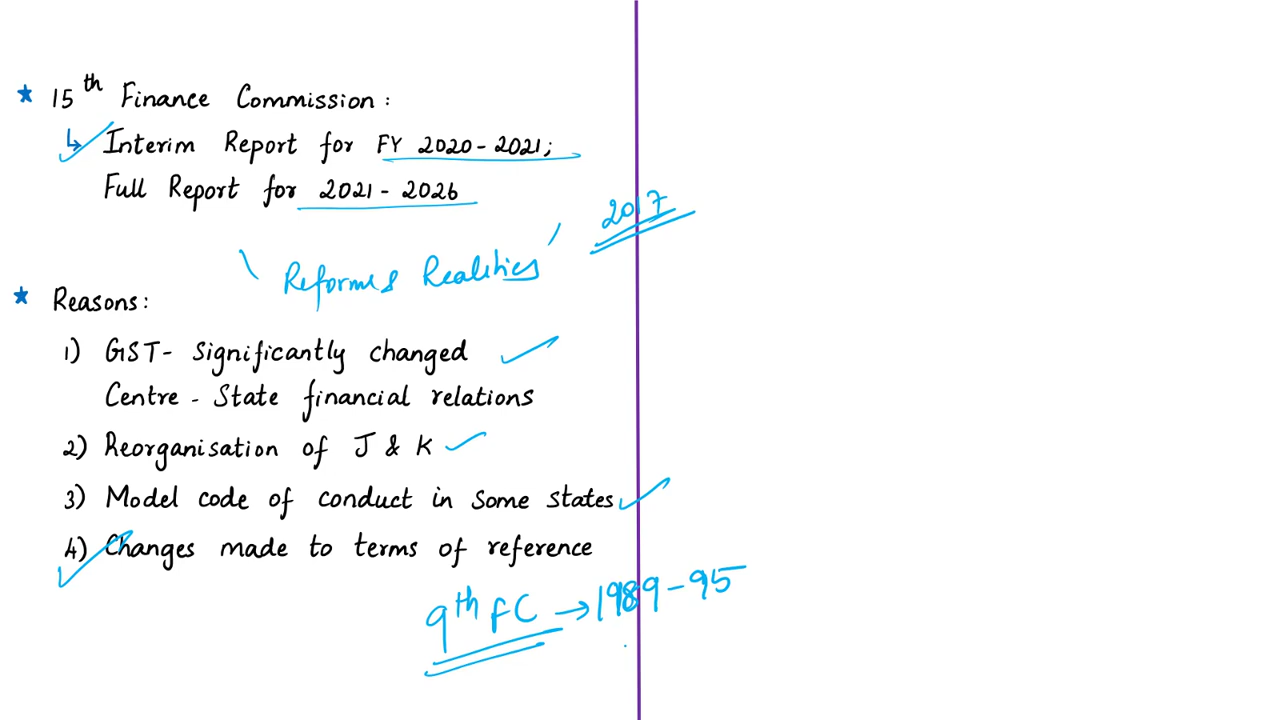 ★ 15th Finance Commission:
↳ Interim Report for FY 2020-2021;
Full Report for 2021-2026
2017
' Reforms Realities '
★ Reasons:
1) GST- Significantly changed
Centre - State financial relations
2) Reorganisation of J & K
3) Model code of conduct in some states
4) Changes made to terms of reference
9th FC → 1989-95